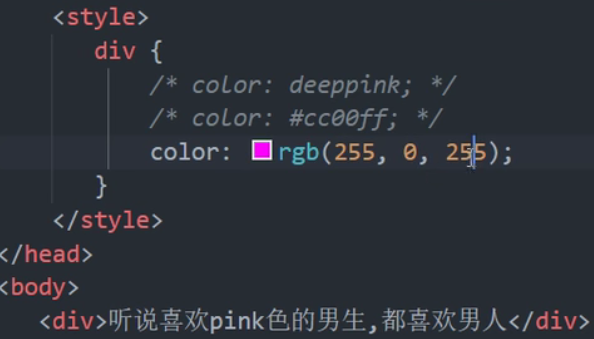 <style>
div {
/* color: deeppink; */
/* color: #cc00ff; */
color: rgb(255, 0, 255);
}
</style>
</head>
<body>
<div>听说喜欢pink色的男生,都喜欢男人</div>